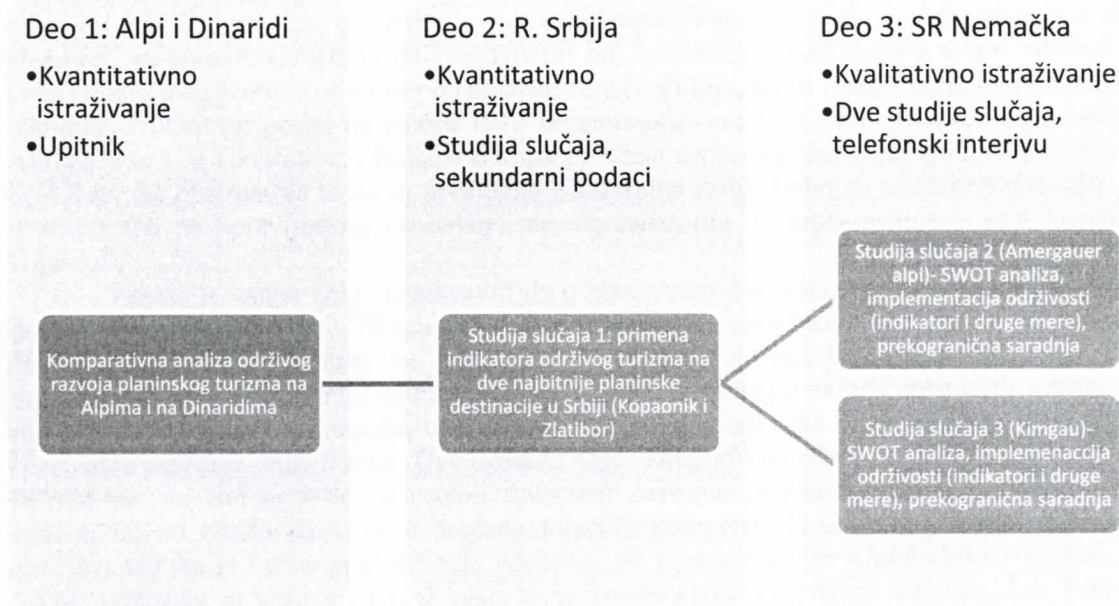 Deo 1: Alpi i Dinaridi
•Kvantitativno
istraživanje
•Upitnik
Deo 2: R. Srbija
•Kvantitativno
istraživanje
•Studija slučaja,
sekundarni podaci
Deo 3: SR Nemačka
•Kvalitativno istraživanje
•Dve studije slučaja,
telefonski intervju
Komparativna analiza održivog
razvoja planinskog turizma na
Alpima i na Dinaridima
Studija slučaja 1: primena
indikatora održivog turizma na
dve najbitnije planinske
destinacije u Srbiji (Kopaonik i
Zlatibor)
Studija slučaja 2 (Amergauer
alpi)- SWOT analiza,
implementacija održivosti
(indikatori I druge mere),
prekogranična saradnja
Studija slučaja 3 (Kimgau)-
SWOT analiza, implemenaccija
održivosti (indikatori i druge
mere), prekogranična saradnja